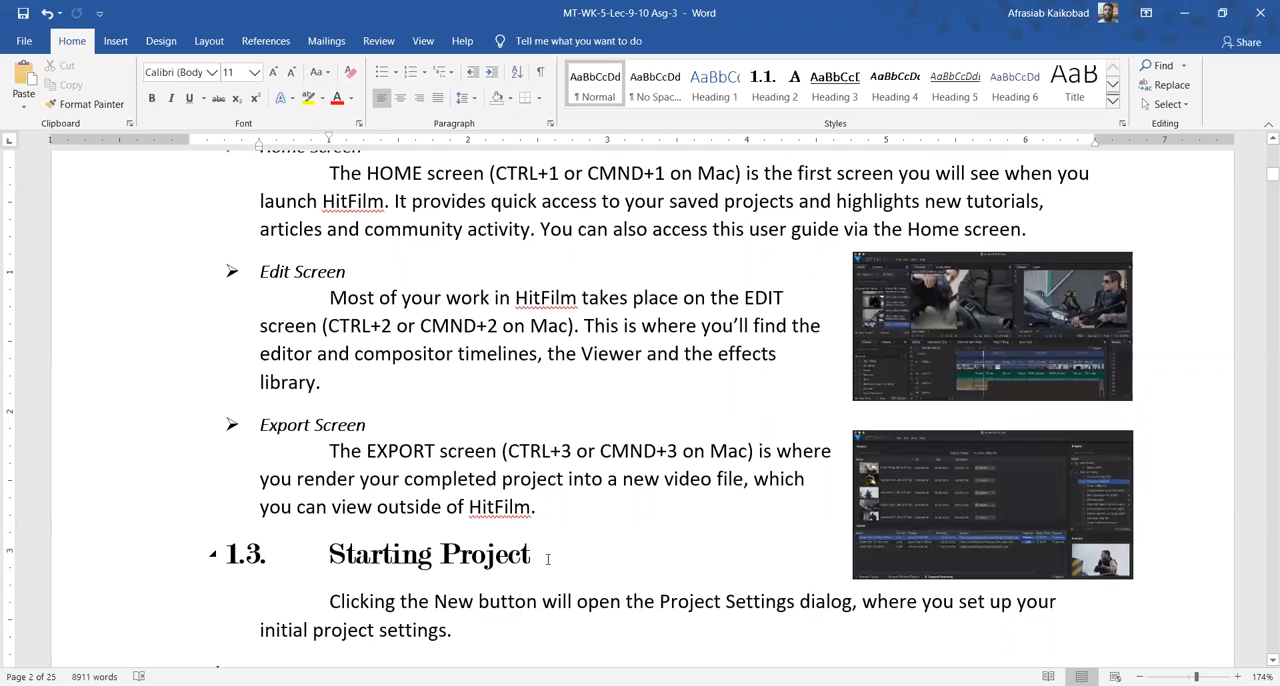 MT-WK-5-Lec-9-10 Asg-3 - Word
Afrasiab Kaikobad
File Home Insert Design Layout References Mailings Review View Help Tell me what you want to do
Share
Paste
Cut
Copy
Format Painter
Clipboard
Calibri (Body 11
Font
Paragraph
AaBbCcDd AaBbCcDd AaBbCc 1.1. A AaBbCcD AaBbCcDc AaBbCcDd AaBbCcDd AaB
¶ Normal ¶ No Spac... Heading 1 Heading 2 Heading 3 Heading 4 Heading 5 Heading 6 Title
Styles
Find
Replace
Select
Editing
Home Screen
The HOME screen (CTRL+1 or CMND+1 on Mac) is the first screen you will see when you
launch HitFilm. It provides quick access to your saved projects and highlights new tutorials,
articles and community activity. You can also access this user guide via the Home screen.
Edit Screen
Most of your work in HitFilm takes place on the EDIT
screen (CTRL+2 or CMND+2 on Mac). This is where you’ll find the
editor and compositor timelines, the Viewer and the effects
library.
Export Screen
The EXPORT screen (CTRL+3 or CMND+3 on Mac) is where
you render your completed project into a new video file, which
you can view outside of HitFilm.
1.3. Starting Project
Clicking the New button will open the Project Settings dialog, where you set up your
initial project settings.
Page 2 of 25 8911 words
174%